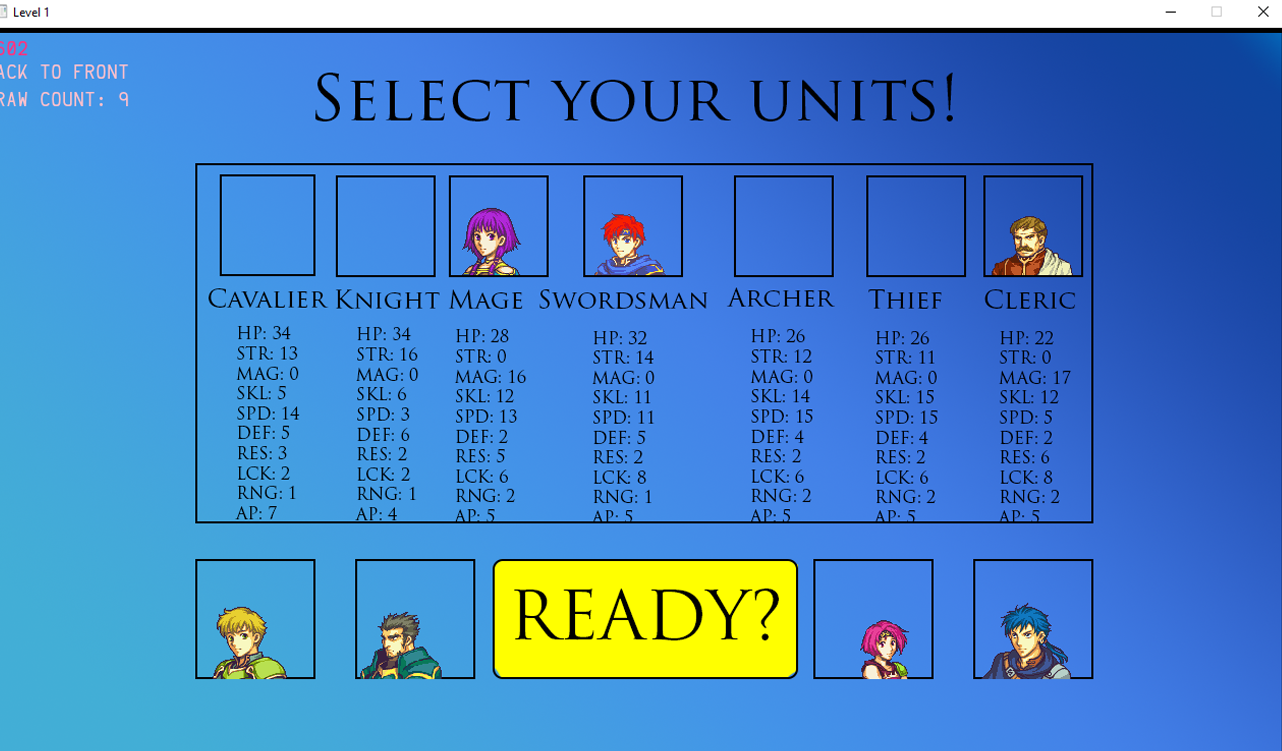 Level 1
502
ACK TO FRONT
RAW COUNT: 9
SELECT YOUR UNITS!
CAVALIER KNIGHT MAGE SWORDSMAN ARCHER THIEF CLERIC
HP: 34 HP: 34 HP: 28 HP: 32 HP: 26 HP: 26 HP: 22
STR: 13 STR: 16 STR: 0 STR: 14 STR: 12 STR: 11 STR: 0
MAG: 0 MAG: 0 MAG: 16 MAG: 0 MAG: 0 MAG: 0 MAG: 17
SKL: 5 SKL: 6 SKL: 12 SKL: 11 SKL: 14 SKL: 15 SKL: 12
SPD: 14 SPD: 3 SPD: 13 SPD: 11 SPD: 15 SPD: 15 SPD: 5
DEF: 5 DEF: 6 DEF: 2 DEF: 5 DEF: 4 DEF: 4 DEF: 2
RES: 3 RES: 2 RES: 5 RES: 2 RES: 2 RES: 2 RES: 6
LCK: 2 LCK: 2 LCK: 6 LCK: 8 LCK: 6 LCK: 6 LCK: 8
RNG: 1 RNG: 1 RNG: 2 RNG: 1 RNG: 2 RNG: 2 RNG: 2
AP: 7 AP: 4 AP: 5 AP: 5 AP: 5 AP: 5 AP: 5
READY?